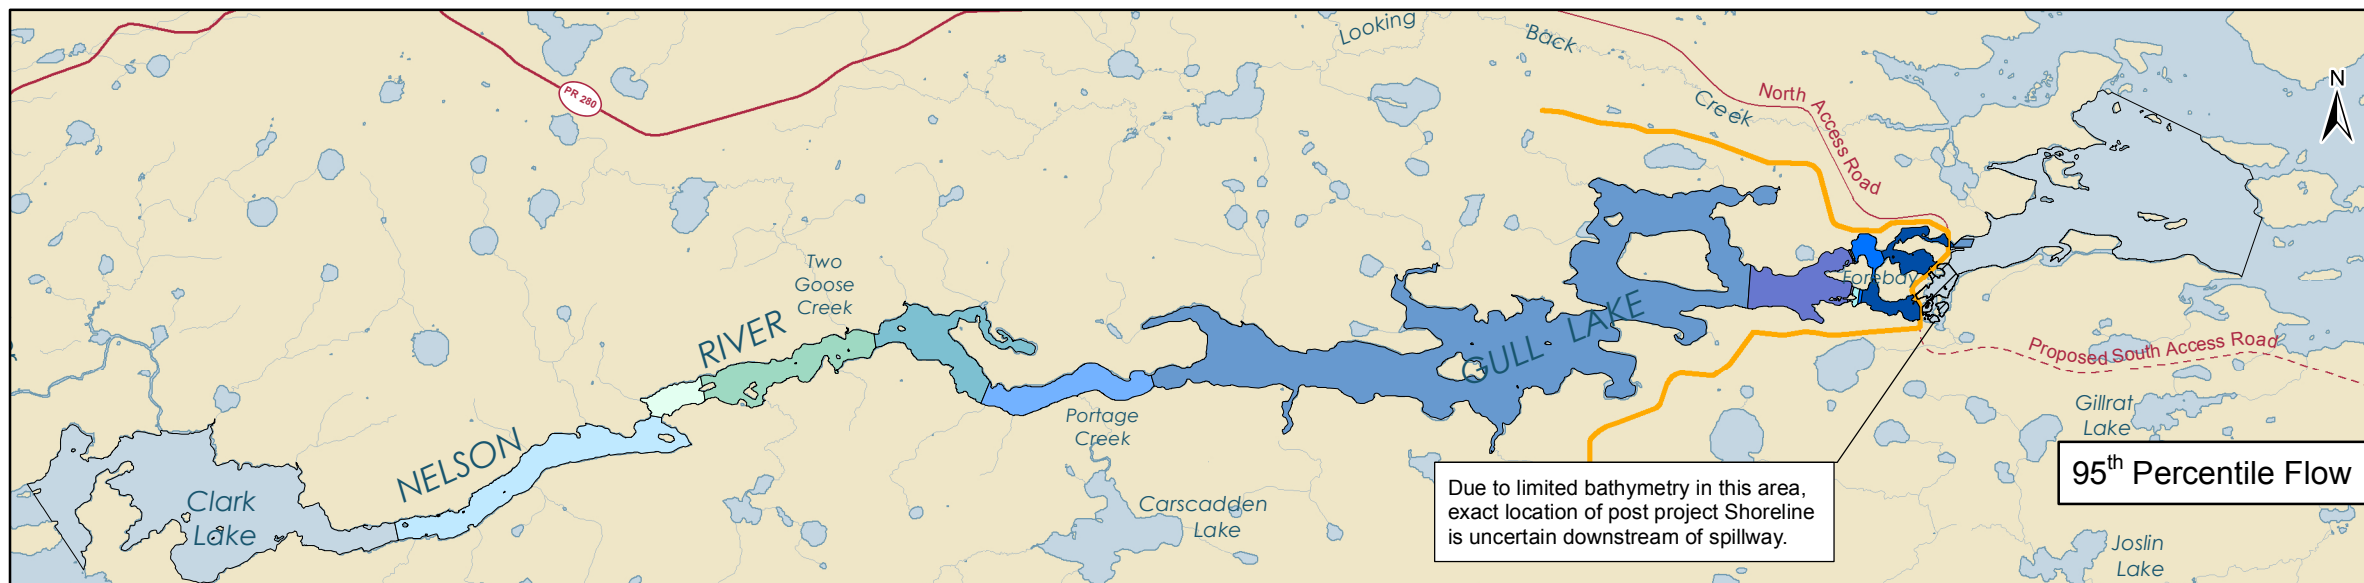 Looking
Back
Creek
N
PR 280
North Access Road
Two
Goose
Creek
Forebay
RIVER
GULL LAKE
Proposed South Access Road
Portage
Creek
Gillrat
Lake
NELSON
95th Percentile Flow
Clark
Lake
Carscadden
Lake
Due to limited bathymetry in this area,
exact location of post project Shoreline
is uncertain downstream of spillway.
Joslin
Lake